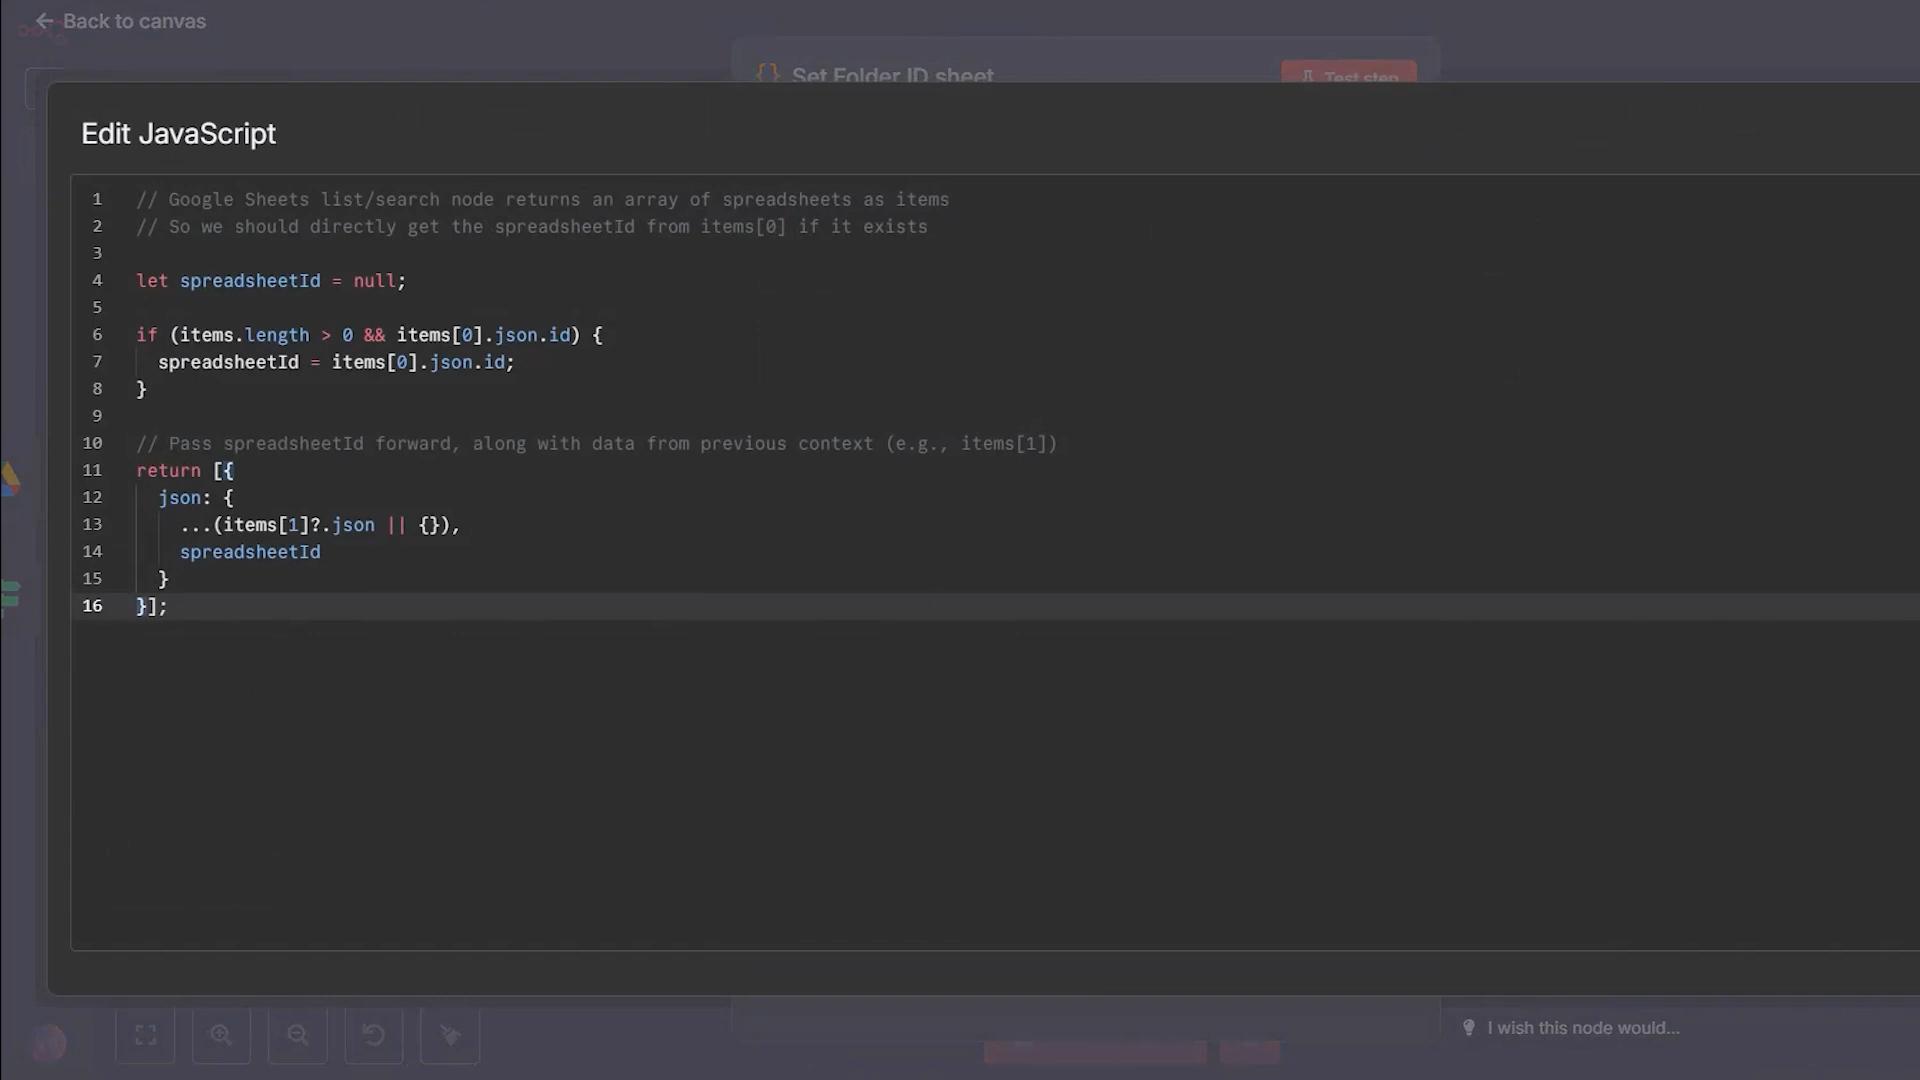 Back to canvas
Set Folder ID sheet
Test step
Edit JavaScript
1 // Google Sheets list/search node returns an array of spreadsheets as items
2 // So we should directly get the spreadsheetId from items[0] if it exists
3
4 let spreadsheetId = null;
5
6 if (items.length > 0 && items[0].json.id) {
7 spreadsheetId = items[0].json.id;
8 }
9
10 // Pass spreadsheetId forward, along with data from previous context (e.g., items[1])
11 return [{
12 json: {
13 ...(items[1]?.json || {}),
14 spreadsheetId
15 }
16 }];
I wish this node would...